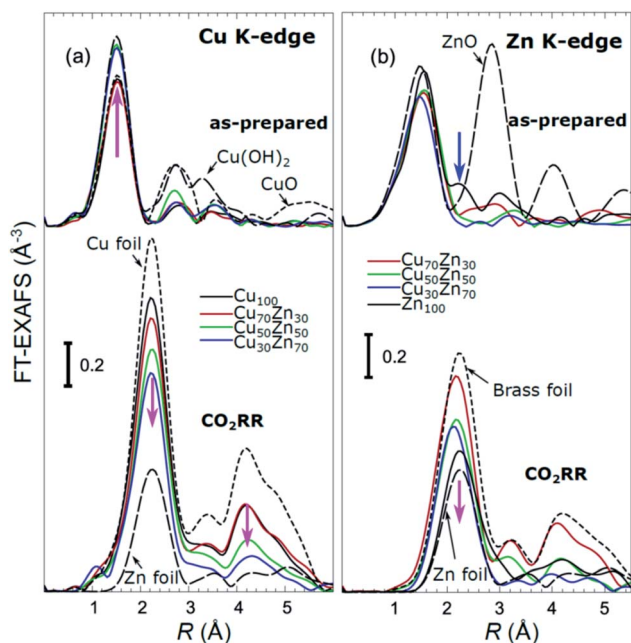 (a)
Cu K-edge
as-prepared
Cu(OH)₂
CuO
Cu foil
Cu₁₀₀
Cu₇₀Zn₃₀
Cu₅₀Zn₅₀
Cu₃₀Zn₇₀
0.2
CO₂RR
Zn foil
FT-EXAFS (Å⁻³)
1 2 3 4 5
R (Å)
(b)
Zn K-edge
ZnO
as-prepared
Cu₇₀Zn₃₀
Cu₅₀Zn₅₀
Cu₃₀Zn₇₀
Zn₁₀₀
0.2
Brass foil
CO₂RR
Zn foil
1 2 3 4 5
R (Å)